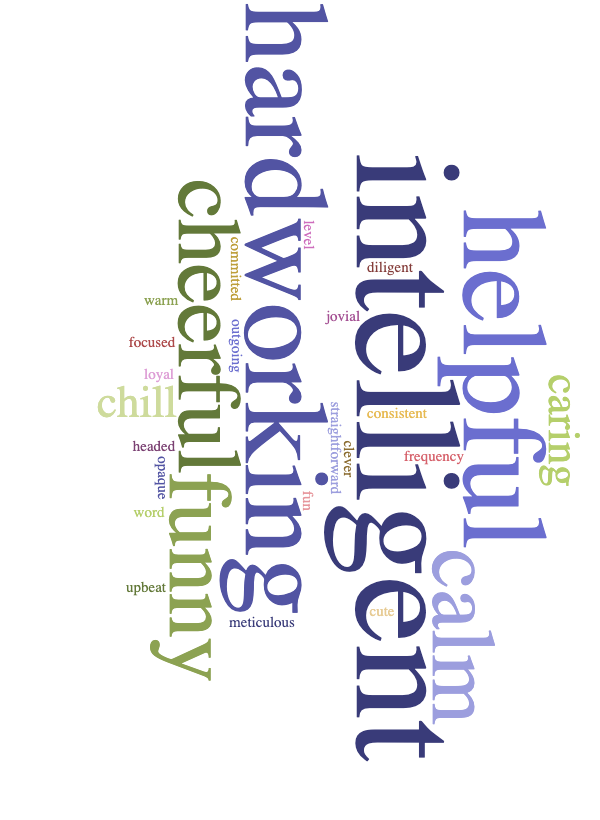 hardworking
intelligent
helpful
cheerful
funny
calm
caring
chill
level
committed
diligent
warm
jovial
outgoing
focused
loyal
consistent
straightforward
clever
headed
frequency
opaque
fun
word
upbeat
cute
meticulous